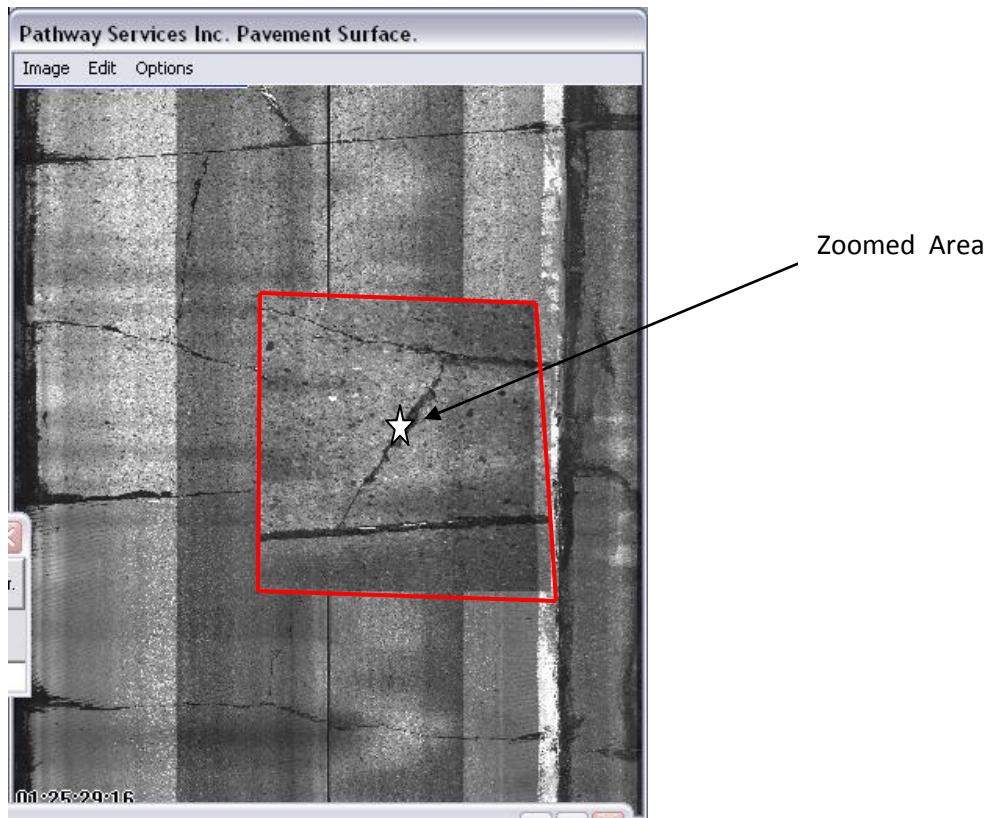 Pathway Services Inc. Pavement Surface.
Image Edit Options
Zoomed Area
r.
01:25:29:16